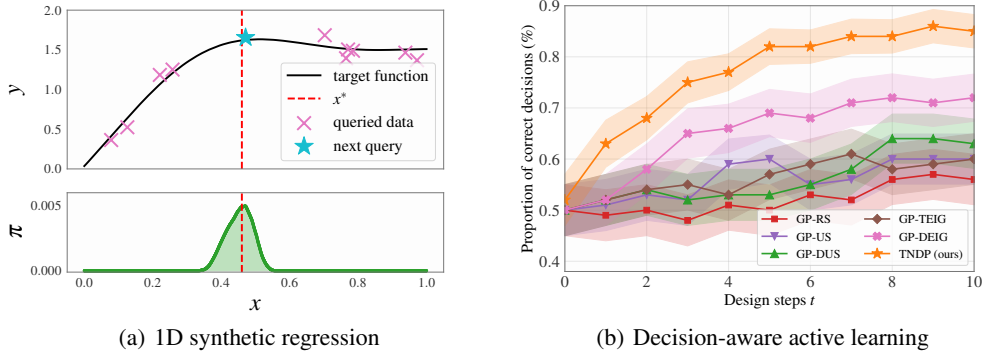 2.0
1.5
1.0
0.5
0.0
y
target function
x*
queried data
next query
0.005
0.000
π
0.0 0.2 0.4 0.6 0.8 1.0
x
(a) 1D synthetic regression
0.9
0.8
0.7
0.6
0.5
0.4
Proportion of correct decisions (%)
GP-RS
GP-US
GP-DUS
GP-TEIG
GP-DEIG
TNDP (ours)
0 2 4 6 8 10
Design steps t
(b) Decision-aware active learning